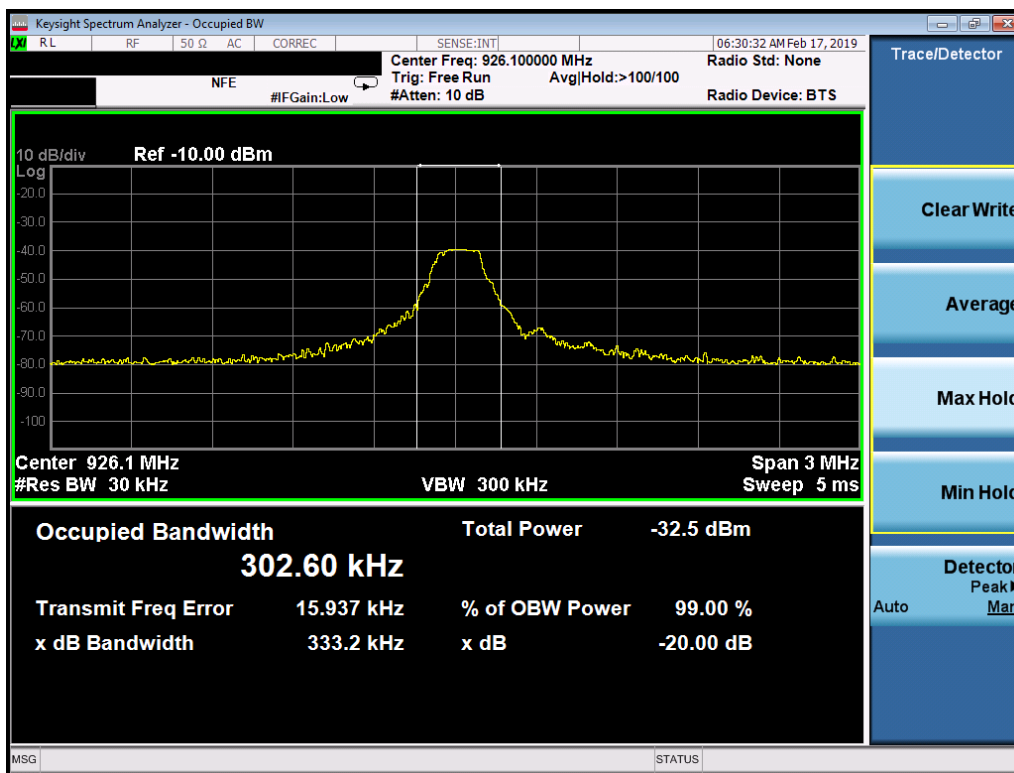 Keysight Spectrum Analyzer - Occupied BW
LXI RL RF 50 Ω AC CORREC SENSE:INT 06:30:32 AM Feb 17, 2019
Center Freq: 926.100000 MHz Radio Std: None
Trig: Free Run Avg|Hold:>100/100
NFE
#IFGain:Low #Atten: 10 dB Radio Device: BTS
Trace/Detector
10 dB/div Ref -10.00 dBm
Log
-20.0
-30.0
-40.0
-50.0
-60.0
-70.0
-80.0
-90.0
-100
Center 926.1 MHz Span 3 MHz
#Res BW 30 kHz VBW 300 kHz Sweep 5 ms
Occupied Bandwidth Total Power -32.5 dBm
302.60 kHz
Transmit Freq Error 15.937 kHz % of OBW Power 99.00 %
x dB Bandwidth 333.2 kHz x dB -20.00 dB
Clear Write
Average
Max Hold
Min Hold
Detector
Peak
Auto Man
MSG STATUS